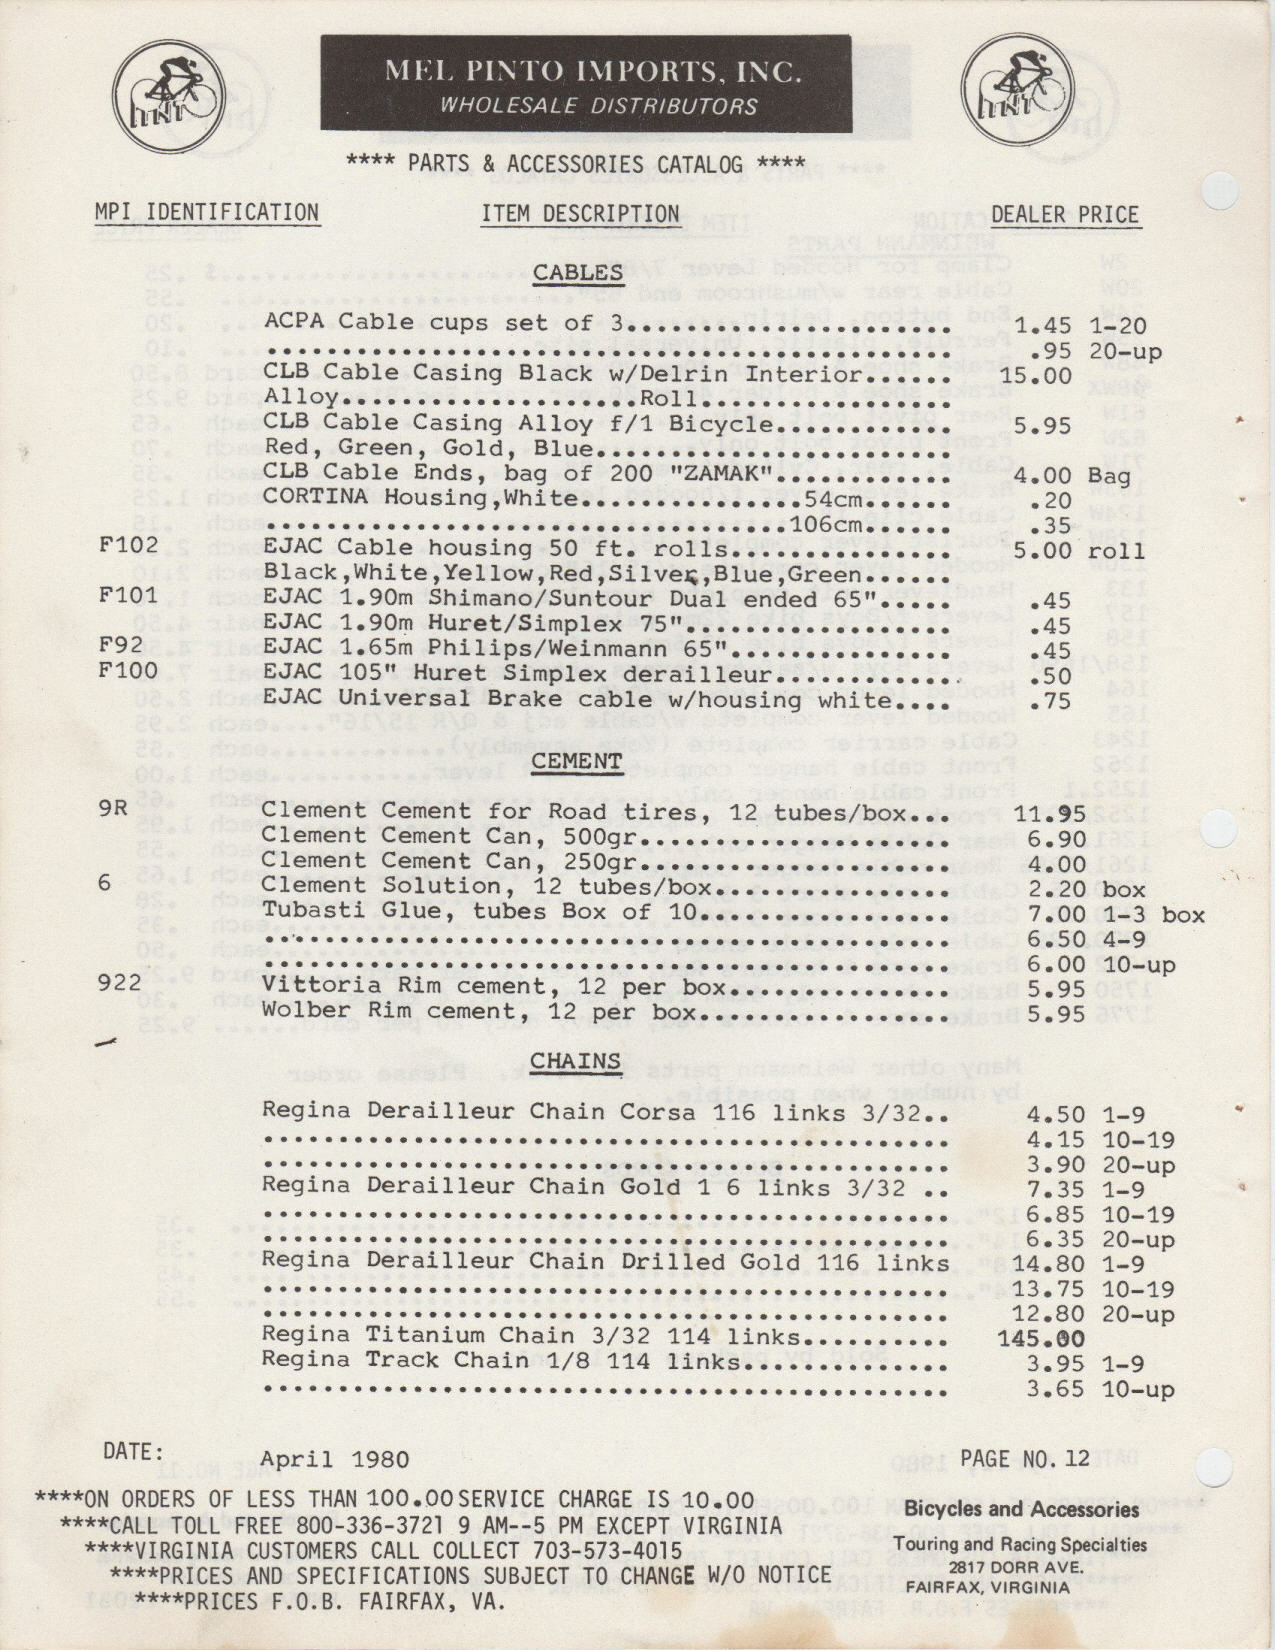 MEL PINTO IMPORTS, INC.
WHOLESALE DISTRIBUTORS
**** PARTS & ACCESSORIES CATALOG ****
MPI IDENTIFICATION ITEM DESCRIPTION DEALER PRICE
CABLES
ACPA Cable cups set of 3...................... 1.45 1-20
.............................................. .95 20-up
CLB Cable Casing Black w/Delrin Interior...... 15.00
Alloy....................Roll.................
CLB Cable Casing Alloy f/1 Bicycle............ 5.95
Red, Green, Gold, Blue........................
CLB Cable Ends, bag of 200 "ZAMAK"............ 4.00 Bag
CORTINA Housing,White...............54cm...... .20
...................................106cm...... .35
F102 EJAC Cable housing 50 ft. rolls............... 5.00 roll
Black,White,Yellow,Red,Silver,Blue,Green......
F101 EJAC 1.90m Shimano/Suntour Dual ended 65"..... .45
EJAC 1.90m Huret/Simplex 75".................. .45
F92 EJAC 1.65m Philips/Weinmann 65"............... .45
F100 EJAC 105" Huret Simplex derailleur............ .50
EJAC Universal Brake cable w/housing white.... .75
CEMENT
9R Clement Cement for Road tires, 12 tubes/box... 11.95
Clement Cement Can, 500gr..................... 6.90
Clement Cement Can, 250gr..................... 4.00
6 Clement Solution, 12 tubes/box................ 2.20 box
Tubasti Glue, tubes Box of 10................. 7.00 1-3 box
.............................................. 6.50 4-9
.............................................. 6.00 10-up
922 Vittoria Rim cement, 12 per box............... 5.95
Wolber Rim cement, 12 per box................. 5.95
CHAINS
Regina Derailleur Chain Corsa 116 links 3/32.. 4.50 1-9
.............................................. 4.15 10-19
.............................................. 3.90 20-up
Regina Derailleur Chain Gold 1 6 links 3/32 .. 7.35 1-9
.............................................. 6.85 10-19
.............................................. 6.35 20-up
Regina Derailleur Chain Drilled Gold 116 links 14.80 1-9
.............................................. 13.75 10-19
.............................................. 12.80 20-up
Regina Titanium Chain 3/32 114 links.......... 145.00
Regina Track Chain 1/8 114 links.............. 3.95 1-9
.............................................. 3.65 10-up
DATE: April 1980 PAGE NO. 12
****ON ORDERS OF LESS THAN 100.00 SERVICE CHARGE IS 10.00
****CALL TOLL FREE 800-336-3721 9 AM--5 PM EXCEPT VIRGINIA
****VIRGINIA CUSTOMERS CALL COLLECT 703-573-4015
****PRICES AND SPECIFICATIONS SUBJECT TO CHANGE W/O NOTICE
****PRICES F.O.B. FAIRFAX, VA.
Bicycles and Accessories
Touring and Racing Specialties
2817 DORR AVE.
FAIRFAX, VIRGINIA